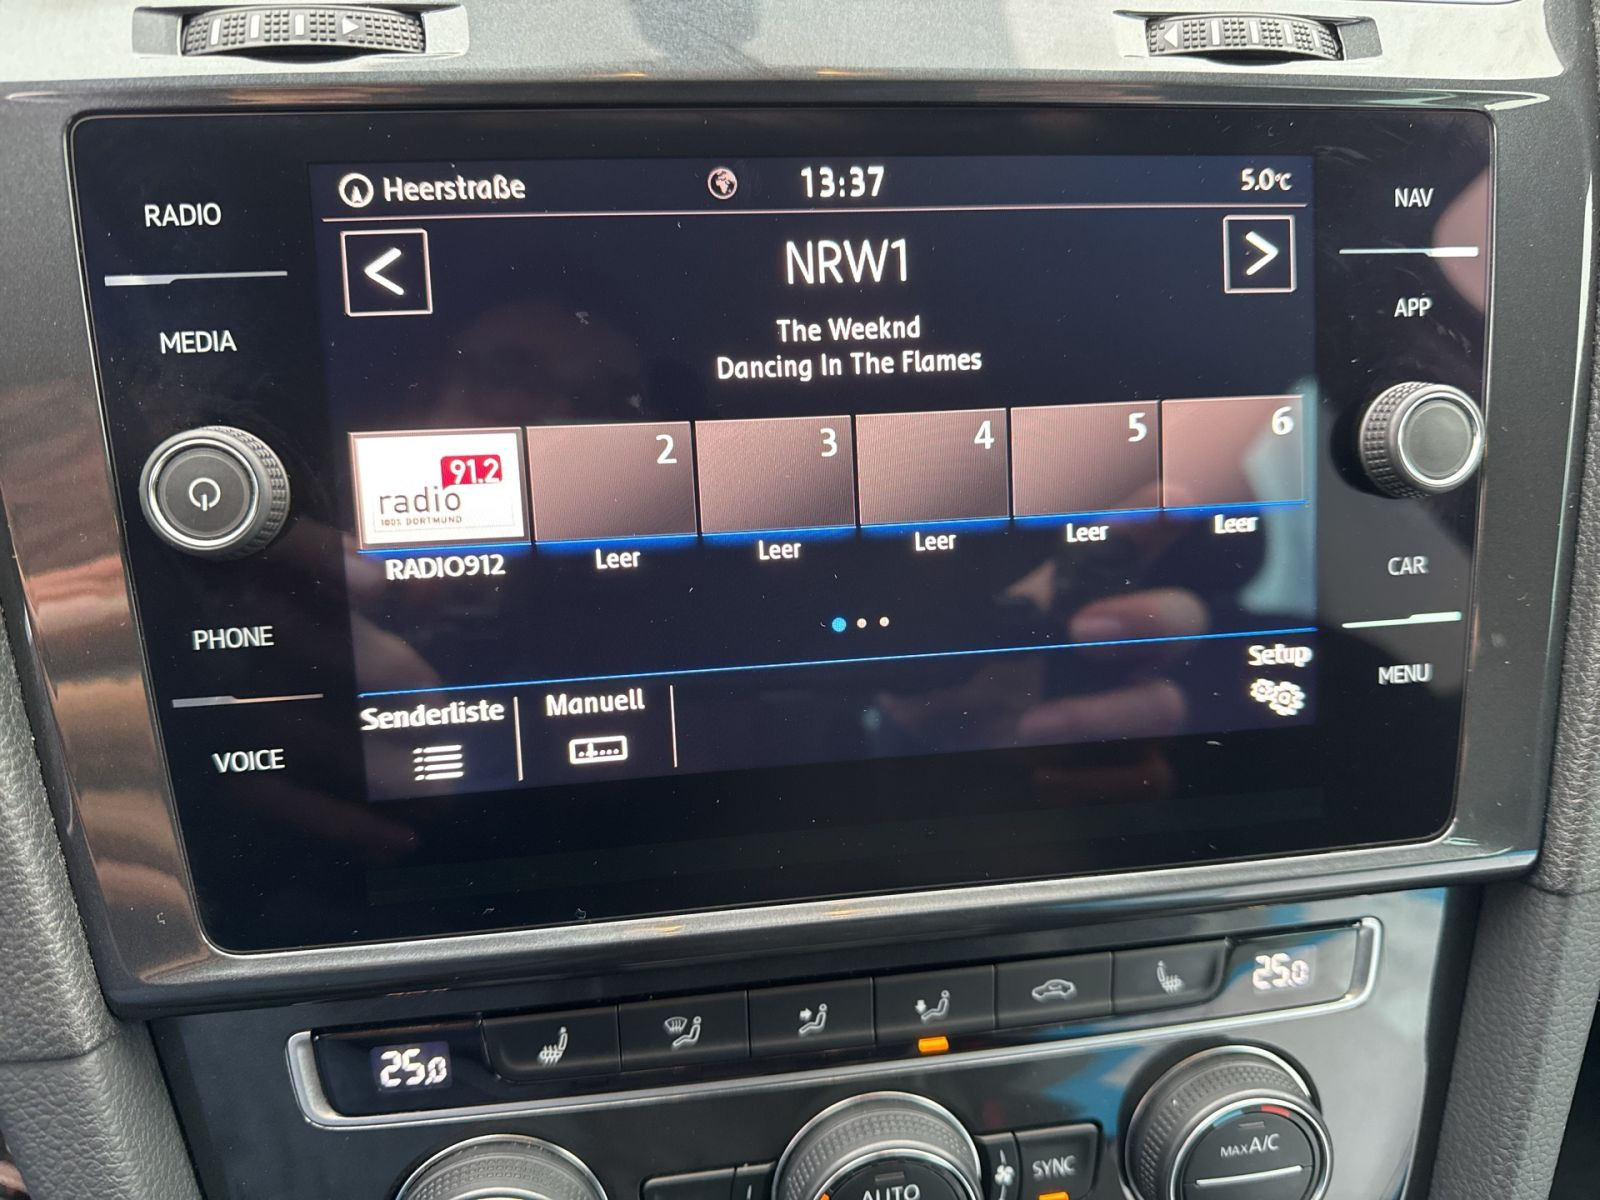 Heerstraße 13:37 5.0°C
RADIO
NAV
NRW1
APP
The Weeknd
MEDIA
Dancing In The Flames
2 3 4 5 6
91.2
radio
100% DORTMUND
RADIO912 Leer Leer Leer Leer Leer
CAR
PHONE
Setup
MENU
Senderliste Manuell
VOICE
25.0
25.0
MAX A/C
SYNC
AUTO